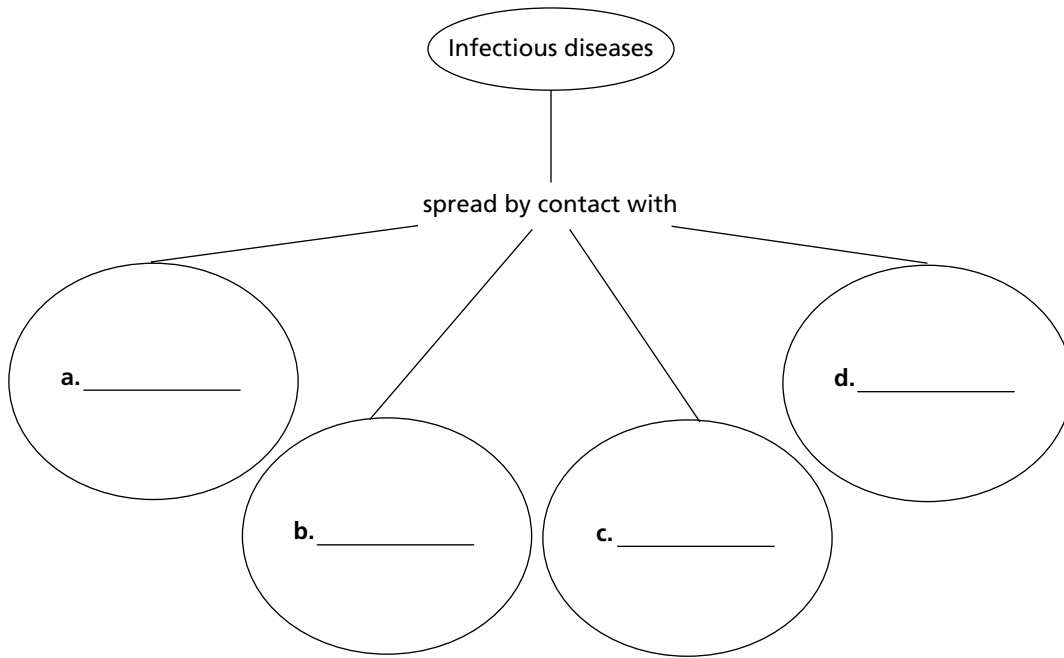 Infectious diseases
spread by contact with
a.
d.
b.
c.